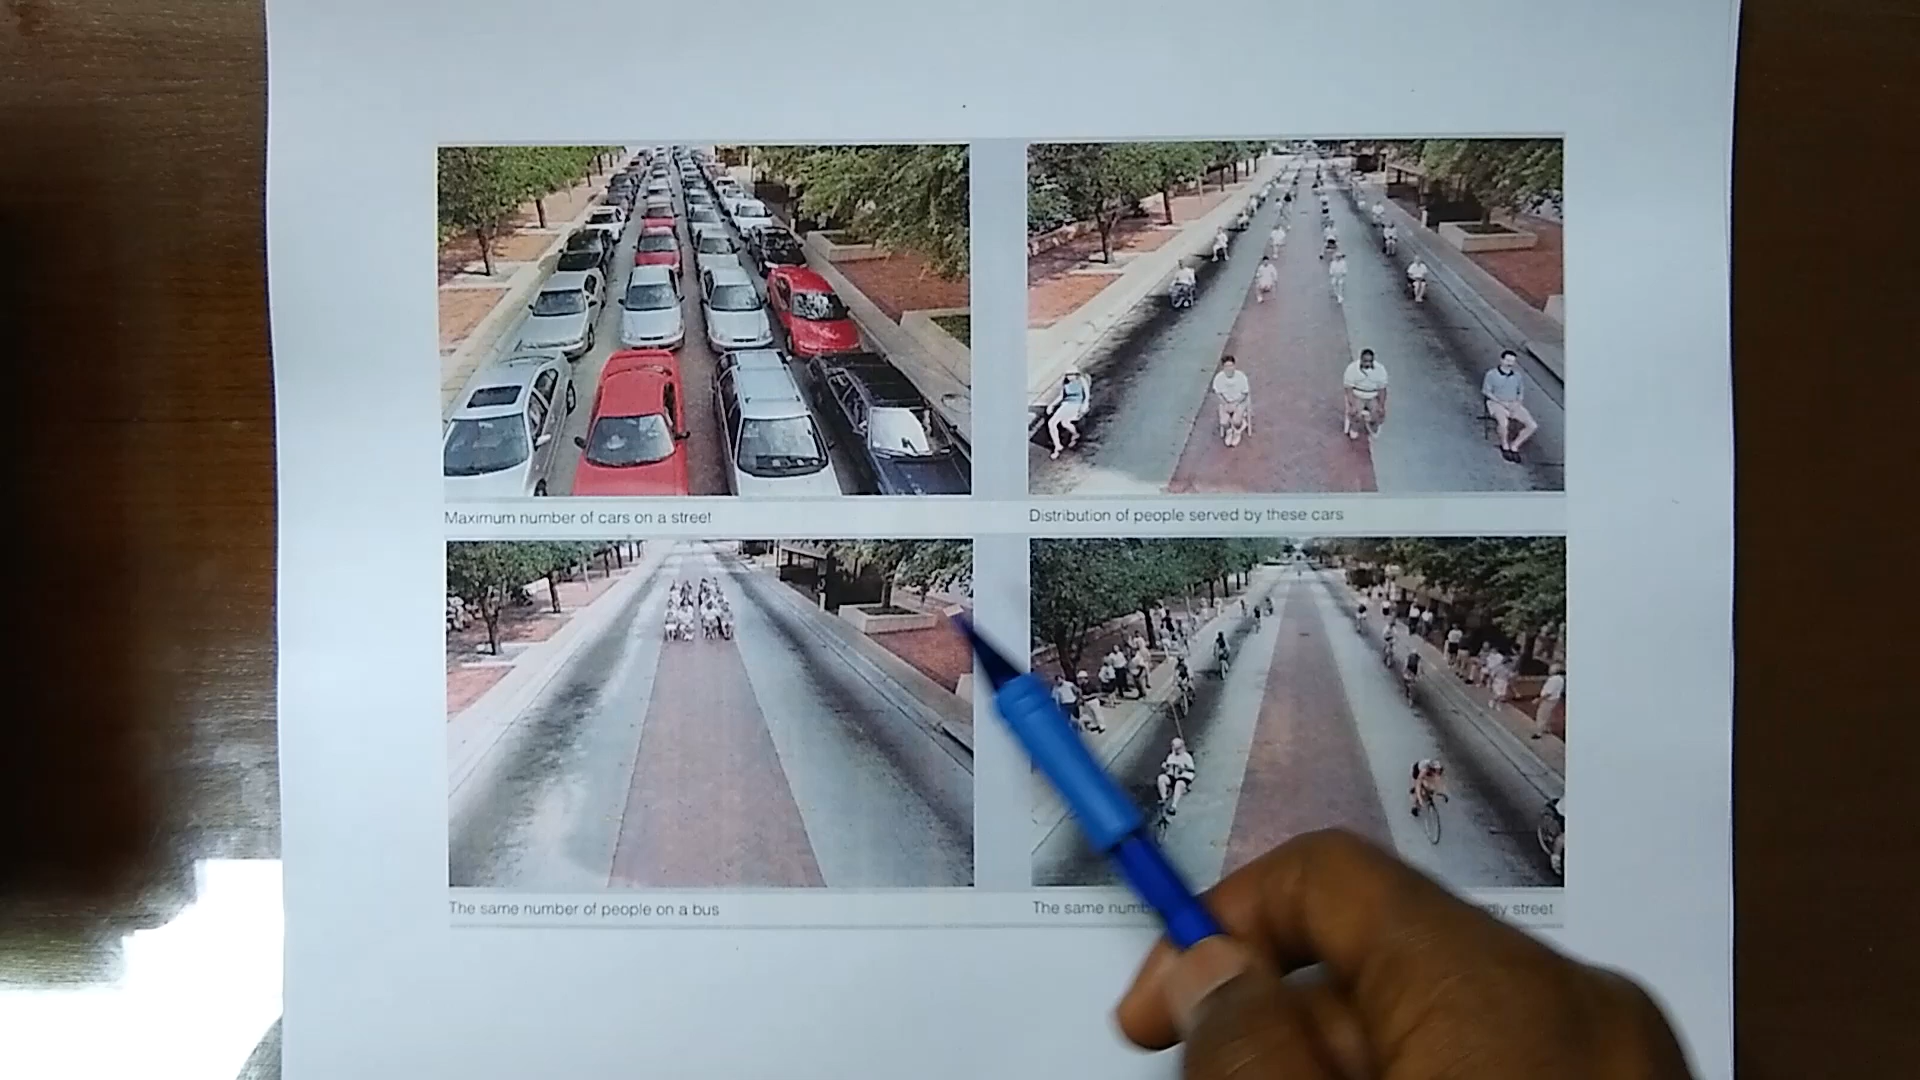 Maximum number of cars on a street
Distribution of people served by these cars
The same number of people on a bus
The same street